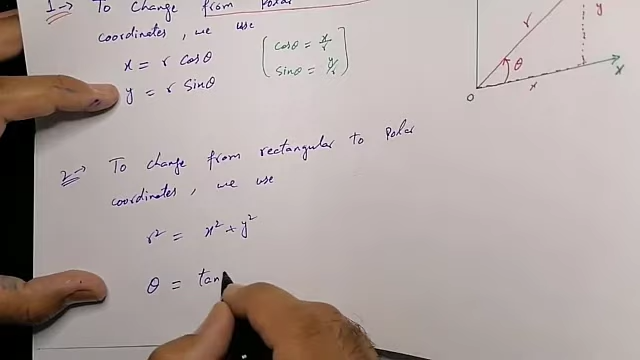 1→ To change from Polar
coordinates, we use
x = r cosθ
y = r sinθ
cosθ = x/r
sinθ = y/r
r
y
θ
x
X
O
2→ To change from rectangular to polar
coordinates, we use
r² = x² + y²
θ = tan